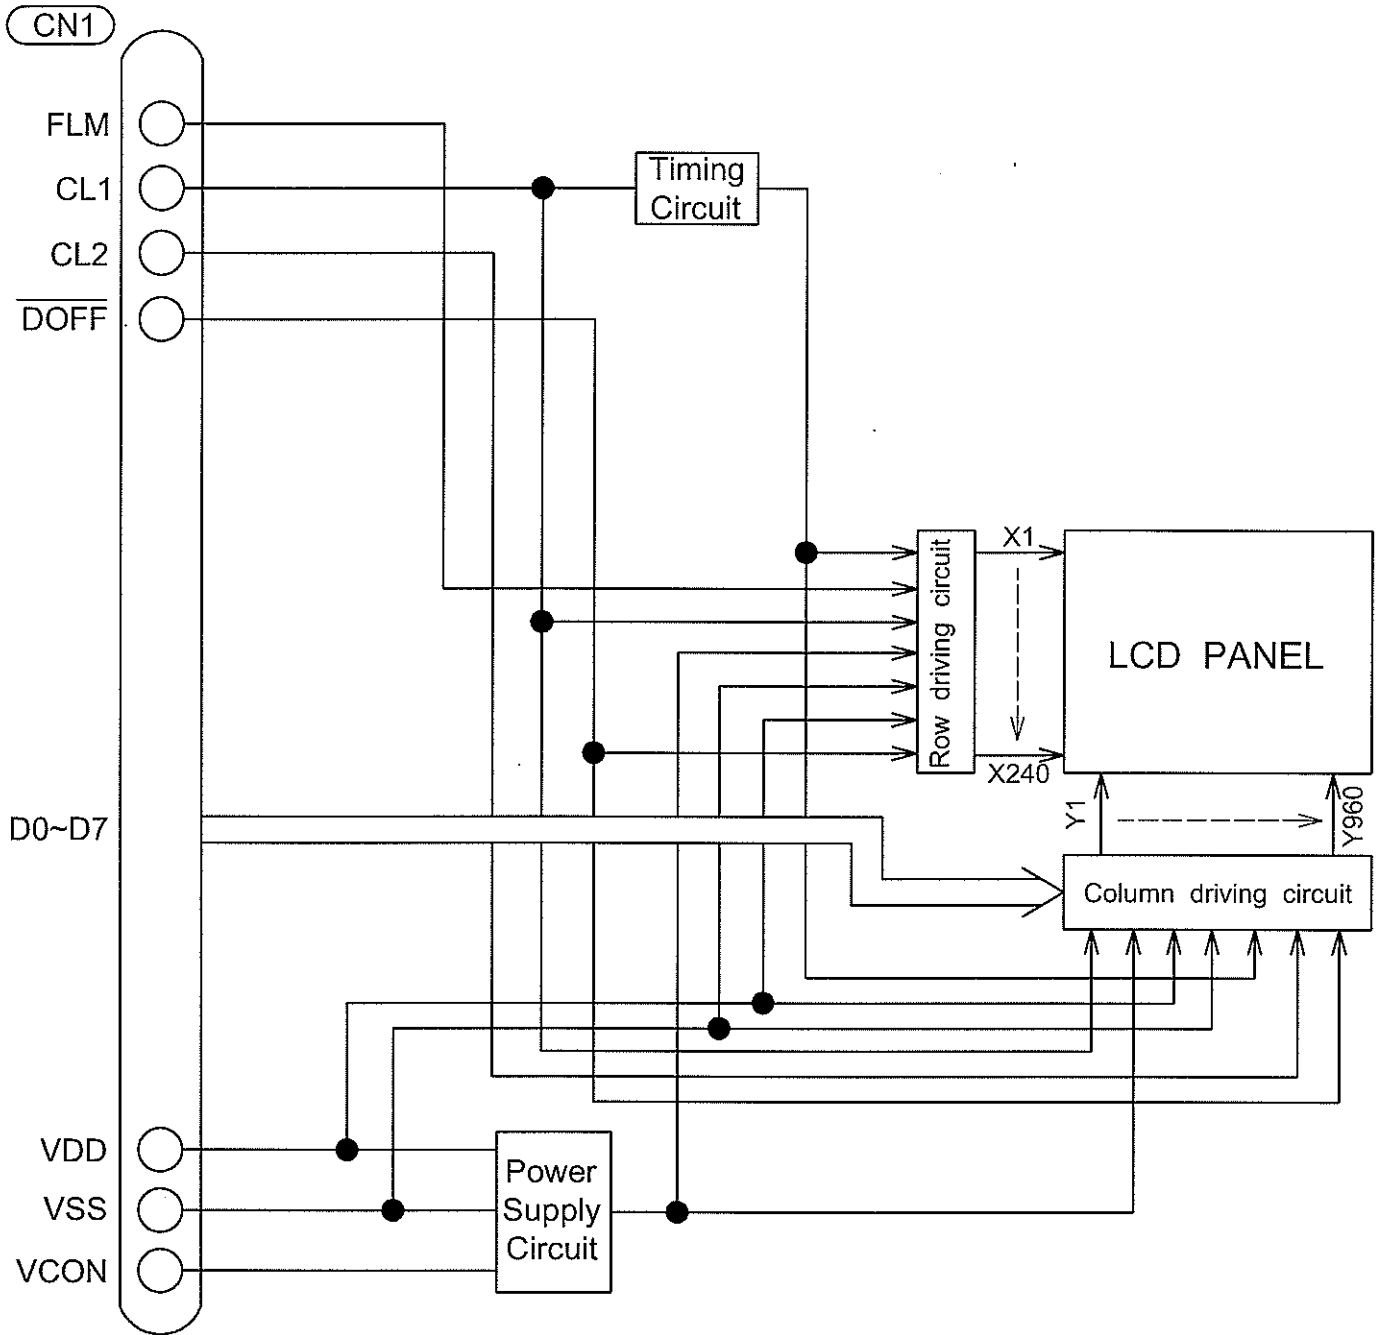 CN1
FLM
CL1
CL2
DOFF
Timing
Circuit
Row driving circuit
X1
X240
LCD PANEL
D0~D7
Y1
Y960
Column driving circuit
VDD
VSS
VCON
Power
Supply
Circuit